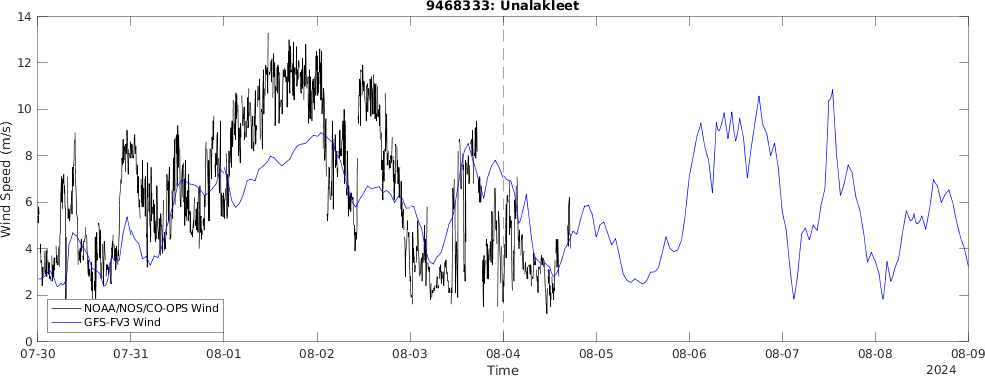 9468333: Unalakleet
14
12
10
8
6
4
2
0
Wind Speed (m/s)
NOAA/NOS/CO-OPS Wind
GFS-FV3 Wind
07-30 07-31 08-01 08-02 08-03 08-04 08-05 08-06 08-07 08-08 08-09
Time
2024